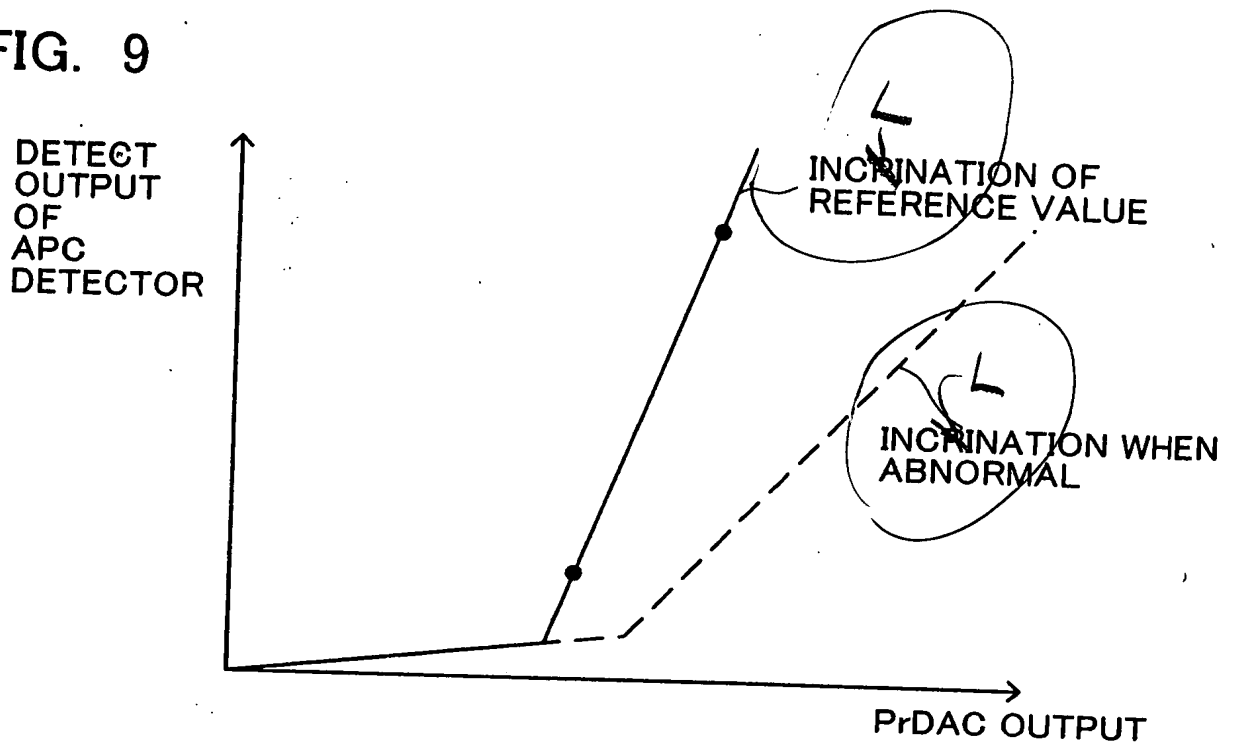 FIG. 9
DETECT
OUTPUT
OF
APC
DETECTOR
L
INCRINATION OF
REFERENCE VALUE
L
INCRINATION WHEN
ABNORMAL
PrDAC OUTPUT